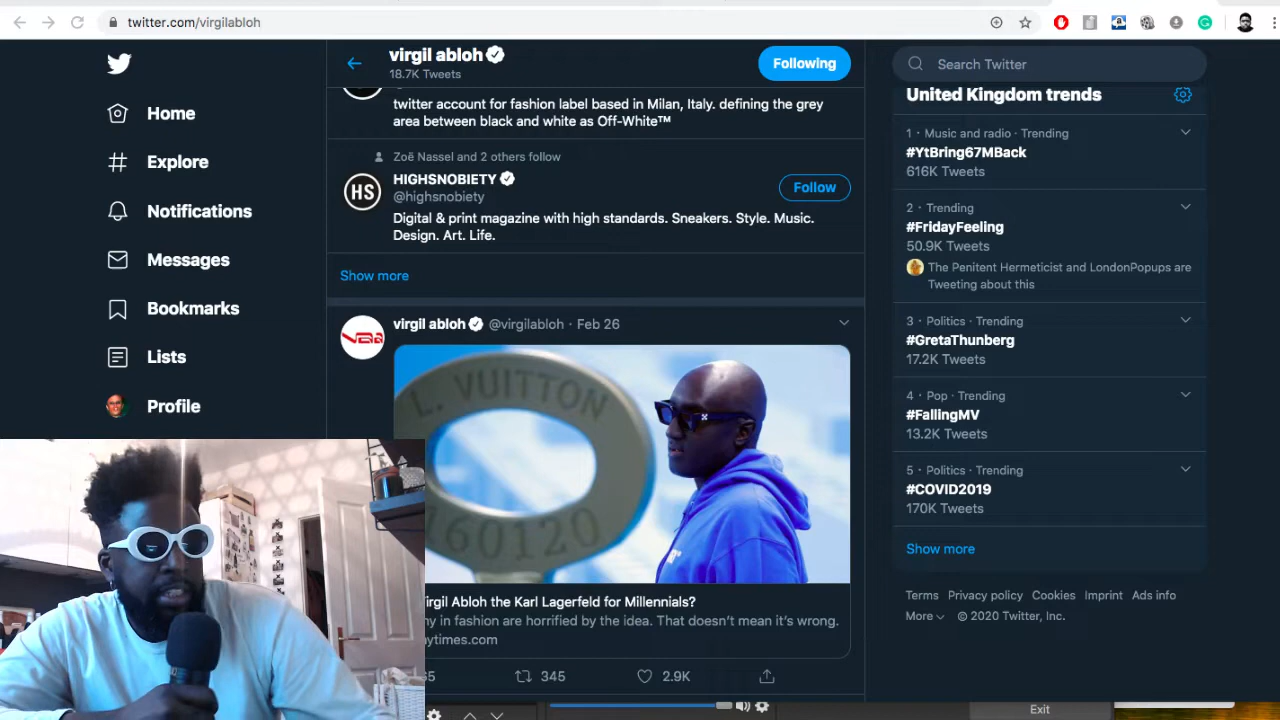 twitter.com/virgilabloh
virgil abloh
18.7K Tweets
Following
Home
Explore
Notifications
Messages
Bookmarks
Lists
Profile
twitter account for fashion label based in Milan, Italy. defining the grey
area between black and white as Off-White™
Zoë Nassel and 2 others follow
HIGHSNOBIETY
@highsnobiety
Follow
HS
Digital & print magazine with high standards. Sneakers. Style. Music.
Design. Art. Life.
Show more
virgil abloh @virgilabloh · Feb 26
L. VUITTON
160120
irgil Abloh the Karl Lagerfeld for Millennials?
ny in fashion are horrified by the idea. That doesn't mean it's wrong.
nytimes.com
345
2.9K
Search Twitter
United Kingdom trends
1 · Music and radio · Trending
#YtBring67MBack
616K Tweets
2 · Trending
#FridayFeeling
50.9K Tweets
The Penitent Hermeticist and LondonPopups are
Tweeting about this
3 · Politics · Trending
#GretaThunberg
17.2K Tweets
4 · Pop · Trending
#FallingMV
13.2K Tweets
5 · Politics · Trending
#COVID2019
170K Tweets
Show more
Terms Privacy policy Cookies Imprint Ads info
More © 2020 Twitter, Inc.
Exit